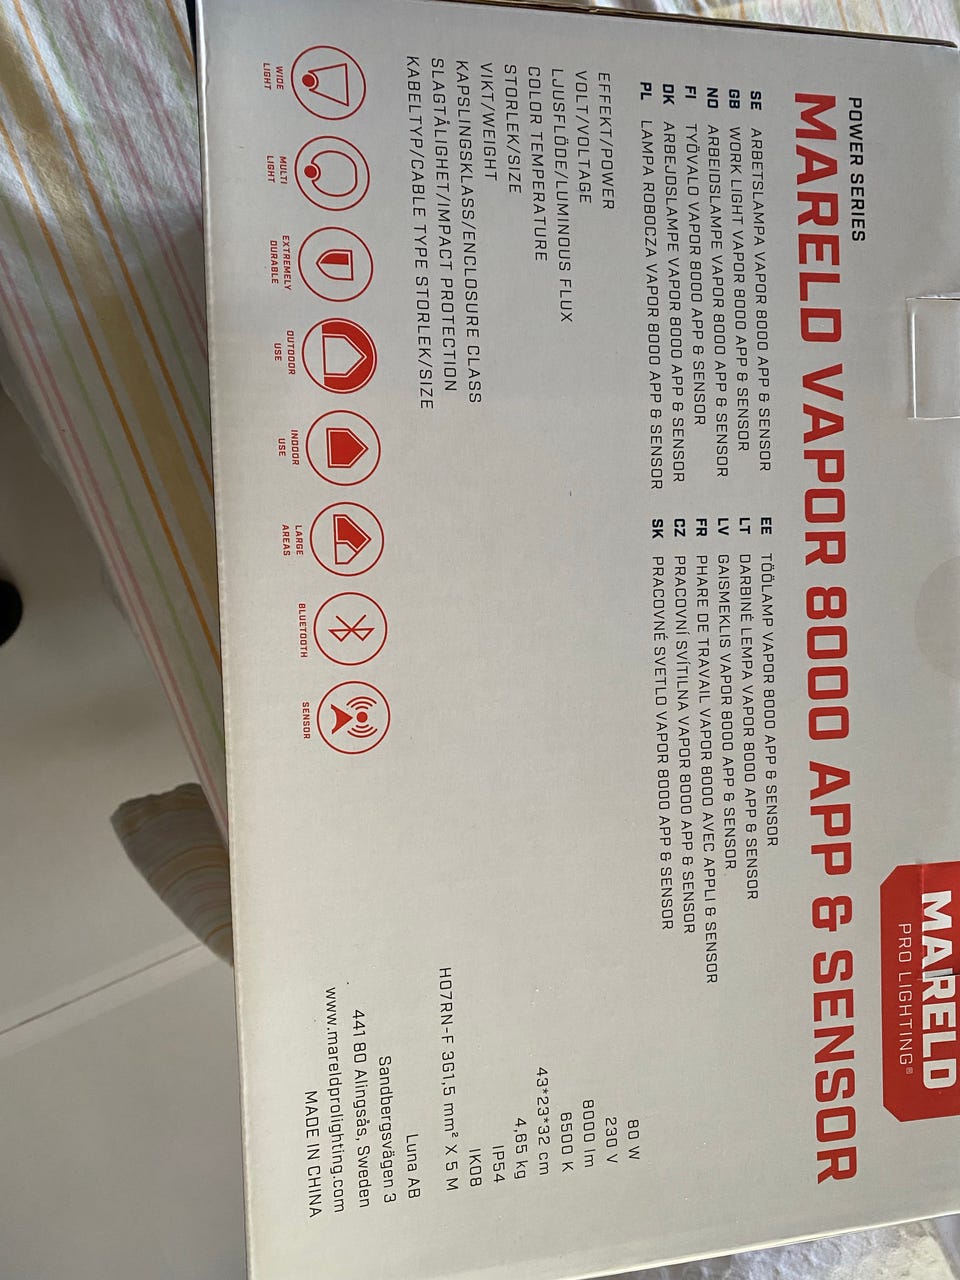 MARELD
PRO LIGHTING®
POWER SERIES
MARELD VAPOR 8000 APP & SENSOR
SE ARBETSLAMPA VAPOR 8000 APP & SENSOR
GB WORK LIGHT VAPOR 8000 APP & SENSOR
NO ARBEIDSLAMPE VAPOR 8000 APP & SENSOR
FI TYÖVALO VAPOR 8000 APP & SENSOR
DK ARBEJDSLAMPE VAPOR 8000 APP & SENSOR
PL LAMPA ROBOCZA VAPOR 8000 APP & SENSOR
EE TÖÖLAMP VAPOR 8000 APP & SENSOR
LT DARBINĖ LEMPA VAPOR 8000 APP & SENSOR
LV GAISMEKLIS VAPOR 8000 APP & SENSOR
FR PHARE DE TRAVAIL VAPOR 8000 AVEC APPLI & SENSOR
CZ PRACOVNÍ SVÍTILNA VAPOR 8000 APP & SENSOR
SK PRACOVNÉ SVETLO VAPOR 8000 APP & SENSOR
EFFEKT/POWER 80 W
VOLT/VOLTAGE 230 V
LJUSFLÖDE/LUMINOUS FLUX 8000 lm
COLOR TEMPERATURE 6500 K
STORLEK/SIZE 43*23*32 cm
VIKT/WEIGHT 4,65 kg
KAPSLINGSKLASS/ENCLOSURE CLASS IP54
SLAGTÅLIGHET/IMPACT PROTECTION IK08
KABELTYP/CABLE TYPE STORLEK/SIZE H07RN-F 3G1,5 mm² X 5 M
WIDE
LIGHT
MULTI
LIGHT
EXTREMELY
DURABLE
OUTDOOR
USE
INDOOR
USE
LARGE
AREAS
BLUETOOTH
SENSOR
Luna AB
Sandbergsvägen 3
441 80 Alingsås, Sweden
www.mareldprolighting.com
MADE IN CHINA